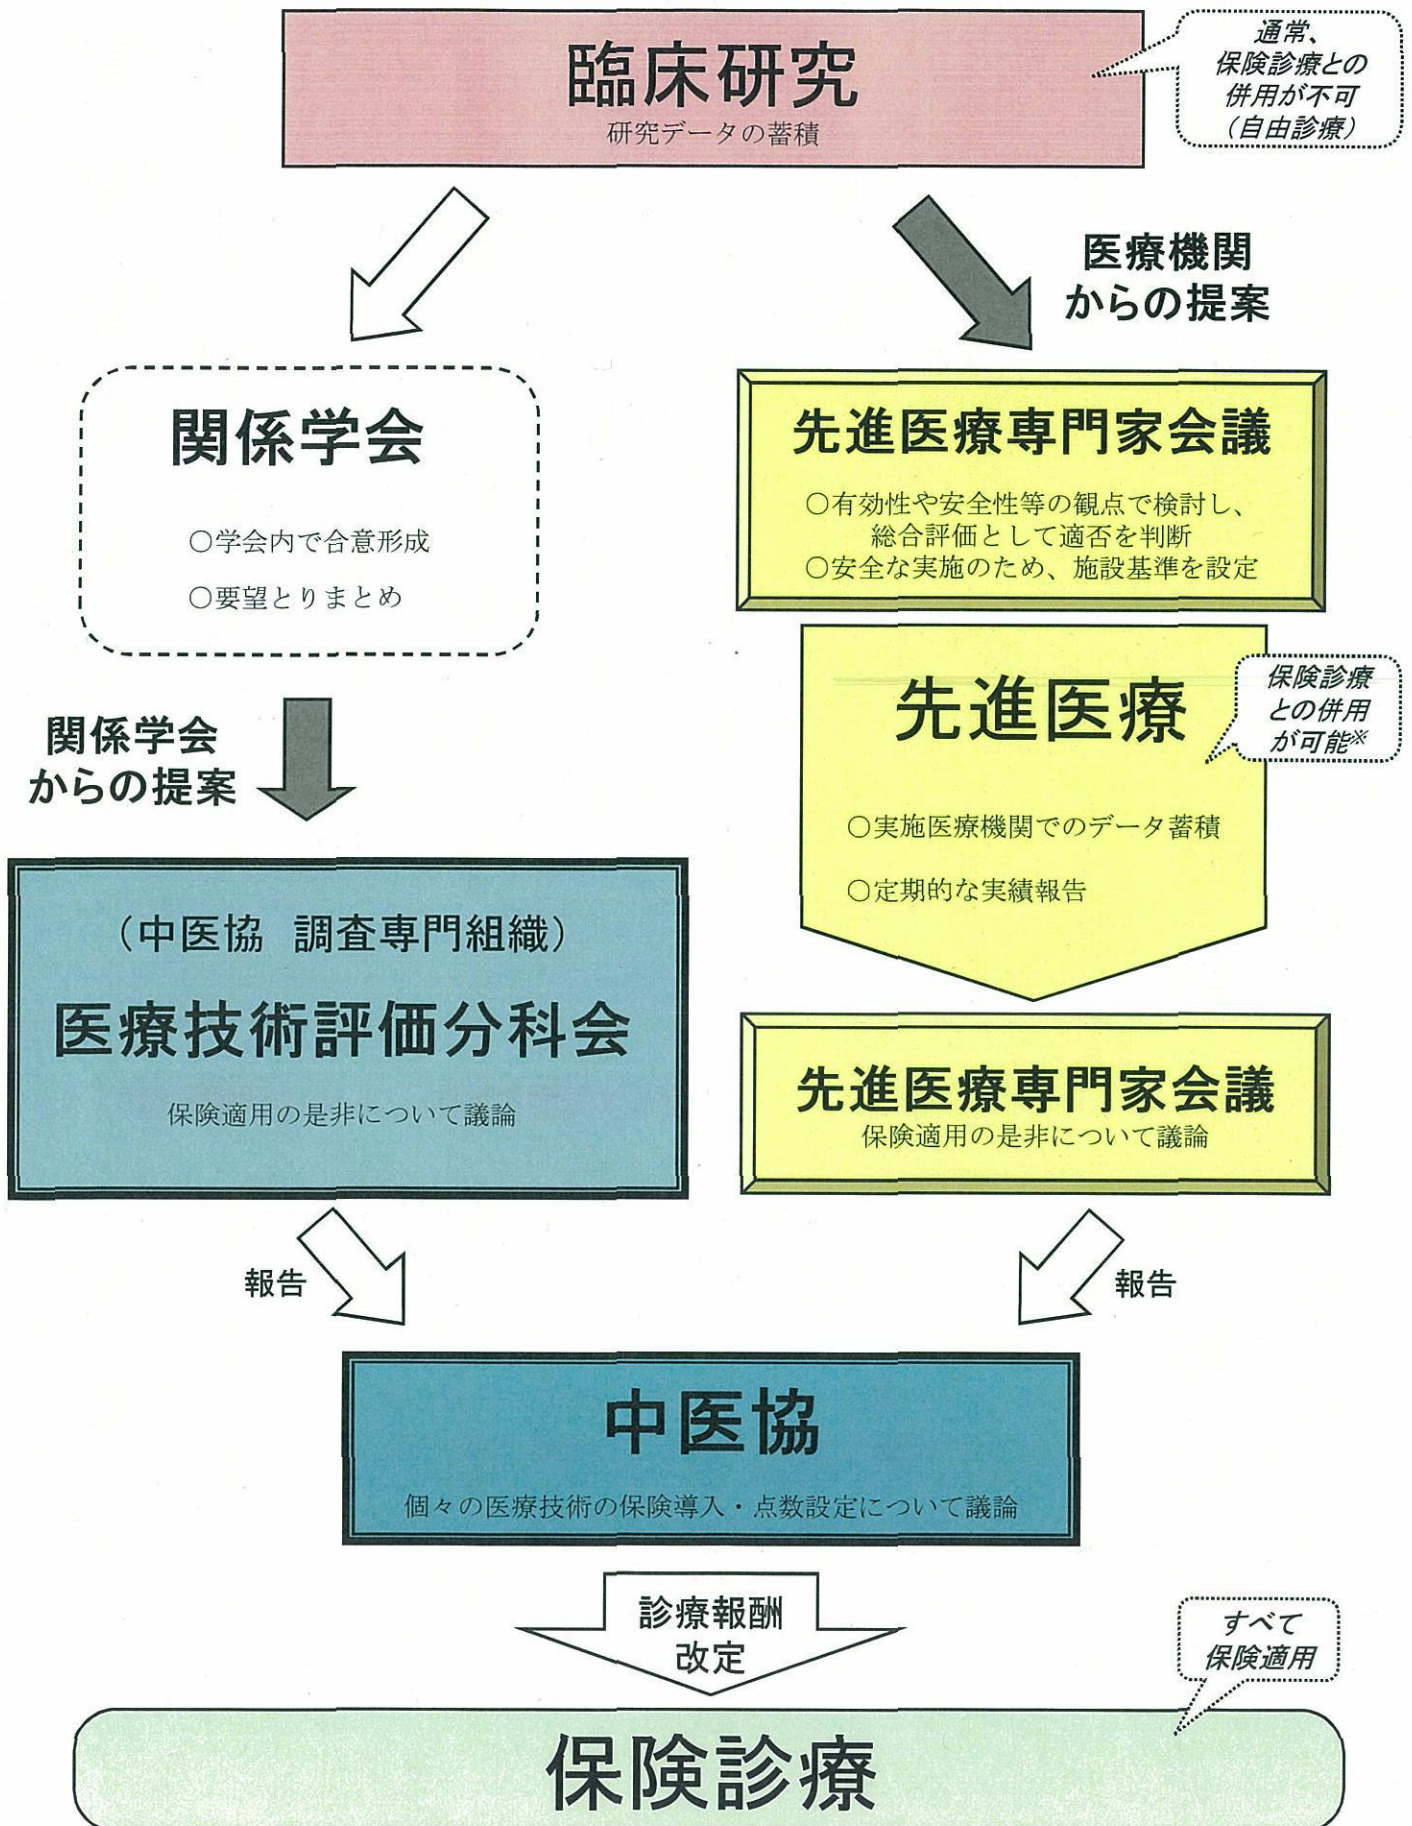 臨床研究
研究データの蓄積
通常、
保険診療との
併用が不可
（自由診療）
医療機関
からの提案
関係学会
○学会内で合意形成
○要望とりまとめ
先進医療専門家会議
○有効性や安全性等の観点で検討し、
総合評価として適否を判断
○安全な実施のため、施設基準を設定
関係学会
からの提案
先進医療
○実施医療機関でのデータ蓄積
○定期的な実績報告
保険診療
との併用
が可能※
（中医協　調査専門組織）
医療技術評価分科会
保険適用の是非について議論
先進医療専門家会議
保険適用の是非について議論
報告
報告
中医協
個々の医療技術の保険導入・点数設定について議論
診療報酬
改定
すべて
保険適用
保険診療